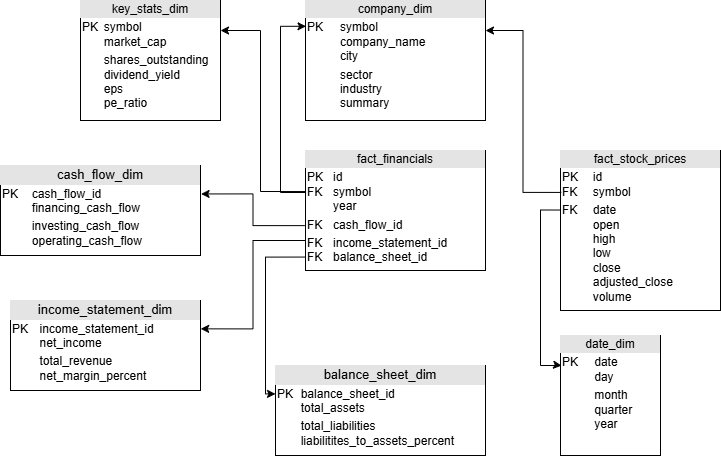 key_stats_dim
PK symbol
market_cap
shares_outstanding
dividend_yield
eps
pe_ratio
company_dim
PK symbol
company_name
city
sector
industry
summary
fact_financials
PK id
FK symbol
year
FK cash_flow_id
FK income_statement_id
FK balance_sheet_id
fact_stock_prices
PK id
FK symbol
FK date
open
high
low
close
adjusted_close
volume
cash_flow_dim
PK cash_flow_id
financing_cash_flow
investing_cash_flow
operating_cash_flow
income_statement_dim
PK income_statement_id
net_income
total_revenue
net_margin_percent
balance_sheet_dim
PK balance_sheet_id
total_assets
total_liabilities
liabilitites_to_assets_percent
date_dim
PK date
day
month
quarter
year